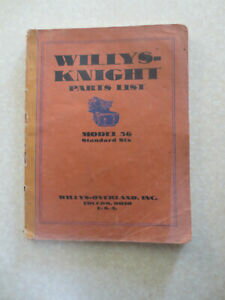 WILLYS-
KNIGHT
PARTS LIST
MODEL 56
Standard Six
WILLYS-OVERLAND, INC.
TOLEDO, OHIO
U.S.A.